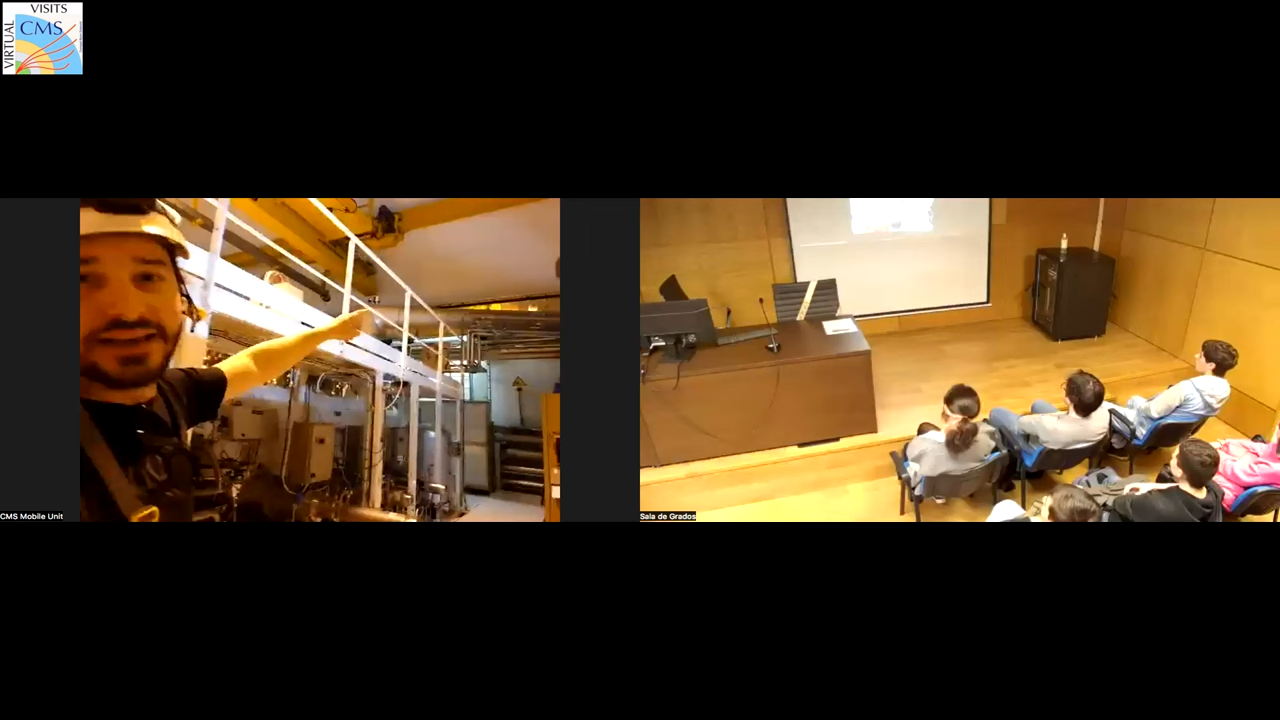 VISITS
CMS
VIRTUAL
CMS Mobile Unit
Sala de Grados